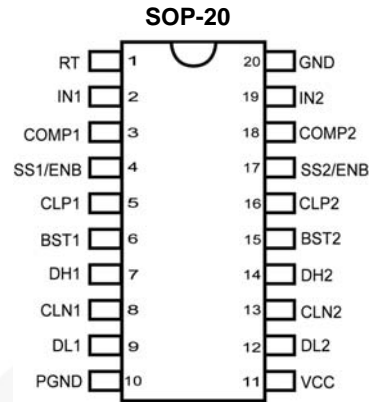 SOP-20
RT 1 20 GND
IN1 2 19 IN2
COMP1 3 18 COMP2
SS1/ENB 4 17 SS2/ENB
CLP1 5 16 CLP2
BST1 6 15 BST2
DH1 7 14 DH2
CLN1 8 13 CLN2
DL1 9 12 DL2
PGND 10 11 VCC